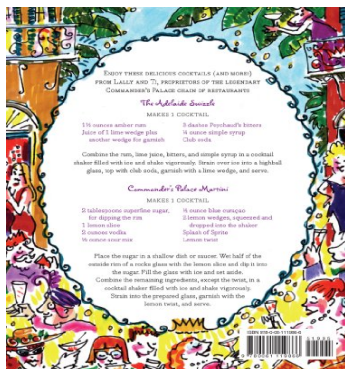 Enjoy these delicious cocktails (and more!)
from Lally and Ti, proprietors of the legendary
Commander's Palace chain of restaurants
The Adelaide Swizzle
MAKES 1 COCKTAIL
1½ ounces amber rum
Juice of 1 lime wedge plus
another wedge for garnish
3 dashes Peychaud's bitters
¼ ounce simple syrup
Club soda
Combine the rum, lime juice, bitters, and simple syrup in a cocktail
shaker filled with ice and shake vigorously. Strain over ice into a highball
glass, top with club soda, garnish with a lime wedge, and serve.
Commander's Palace Martini
MAKES 1 COCKTAIL
2 tablespoons superfine sugar,
for dipping the rim
1 lemon slice
2 ounces vodka
sour mix
blue curaçao
2 lemon wedges, squeezed and
dropped into the shaker
Splash of Sprite
Lemon twist
Place the sugar in a shallow dish or saucer. Wet half of the
outside rim of a rocks glass with the lemon slice and dip it into
the sugar. Fill the glass with ice and set aside.
Combine the remaining ingredients, except the twist, in a
cocktail shaker filled with ice and shake vigorously.
Strain into the prepared glass, garnish with the
lemon twist, and serve.